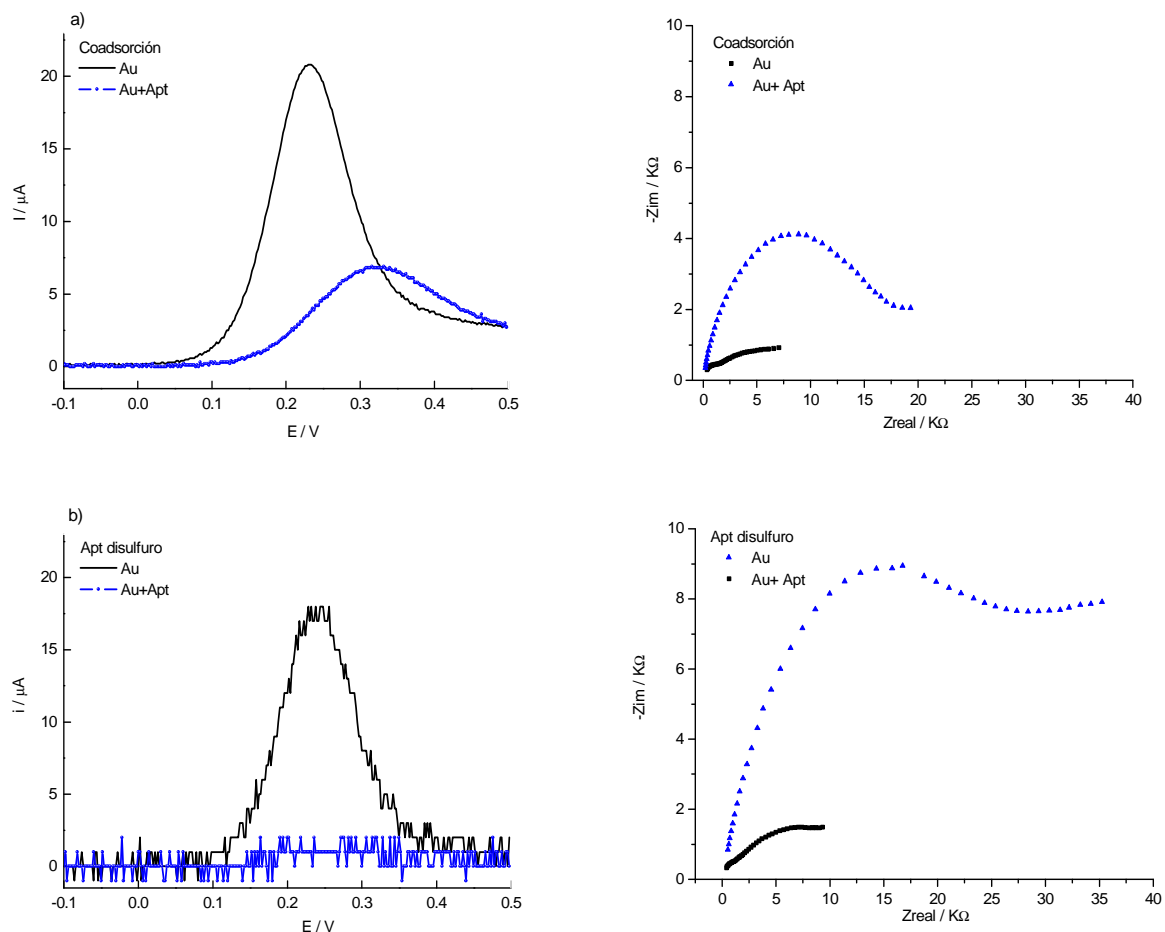 a)
Coadsorción
Au
Au+Apt
20
15
10
5
0
I / µA
-0.1 0.0 0.1 0.2 0.3 0.4 0.5
E / V
Coadsorción
Au
Au+ Apt
10
8
6
4
2
0
-Zim / KΩ
0 5 10 15 20 25 30 35 40
Zreal / KΩ
b)
Apt disulfuro
Au
Au+Apt
20
15
10
5
0
i / µA
-0.1 0.0 0.1 0.2 0.3 0.4 0.5
E / V
Apt disulfuro
Au
Au+ Apt
10
8
6
4
2
0
-Zim / KΩ
0 5 10 15 20 25 30 35 40
Zreal / KΩ